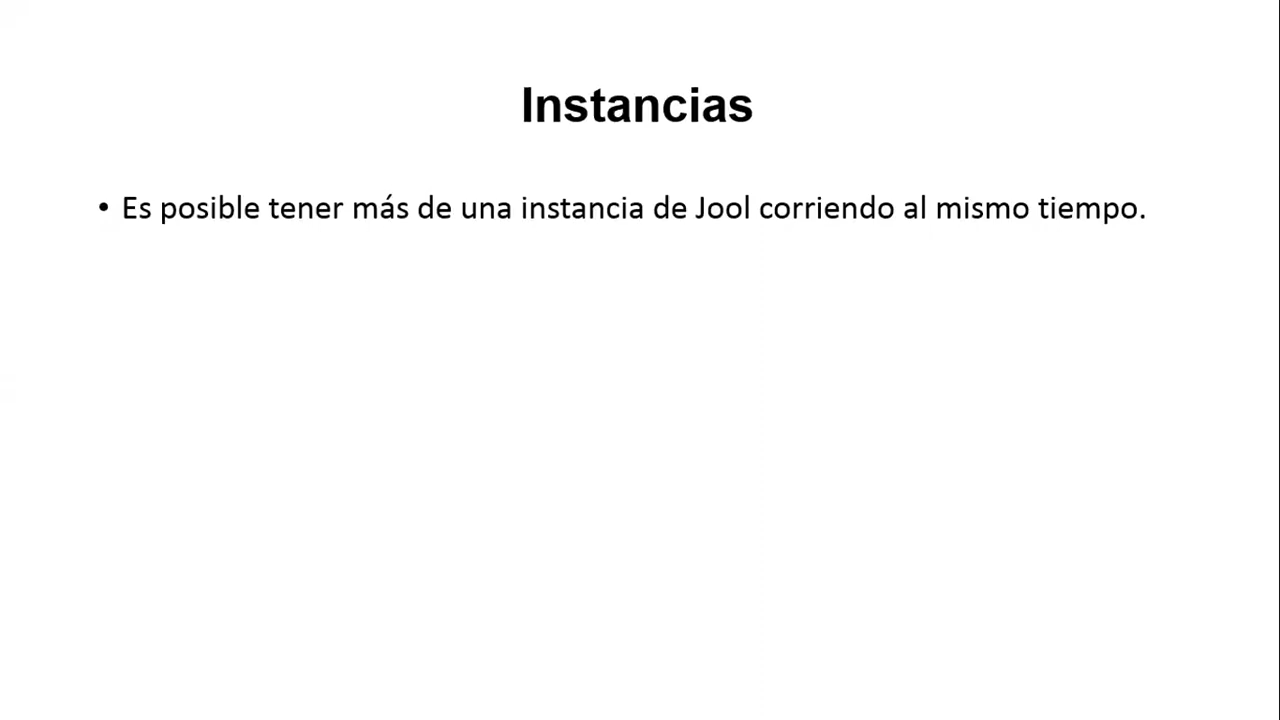 Instancias
• Es posible tener más de una instancia de Jool corriendo al mismo tiempo.